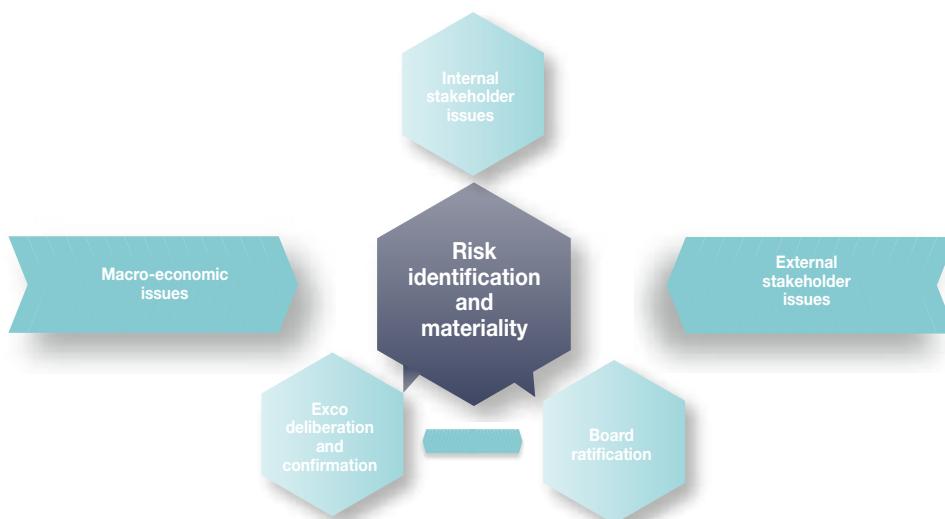 Internal
stakeholder
issues
Risk
identification
and
materiality
Macro-economic
issues
External
stakeholder
issues
Exco
deliberation
and
confirmation
Board
ratification